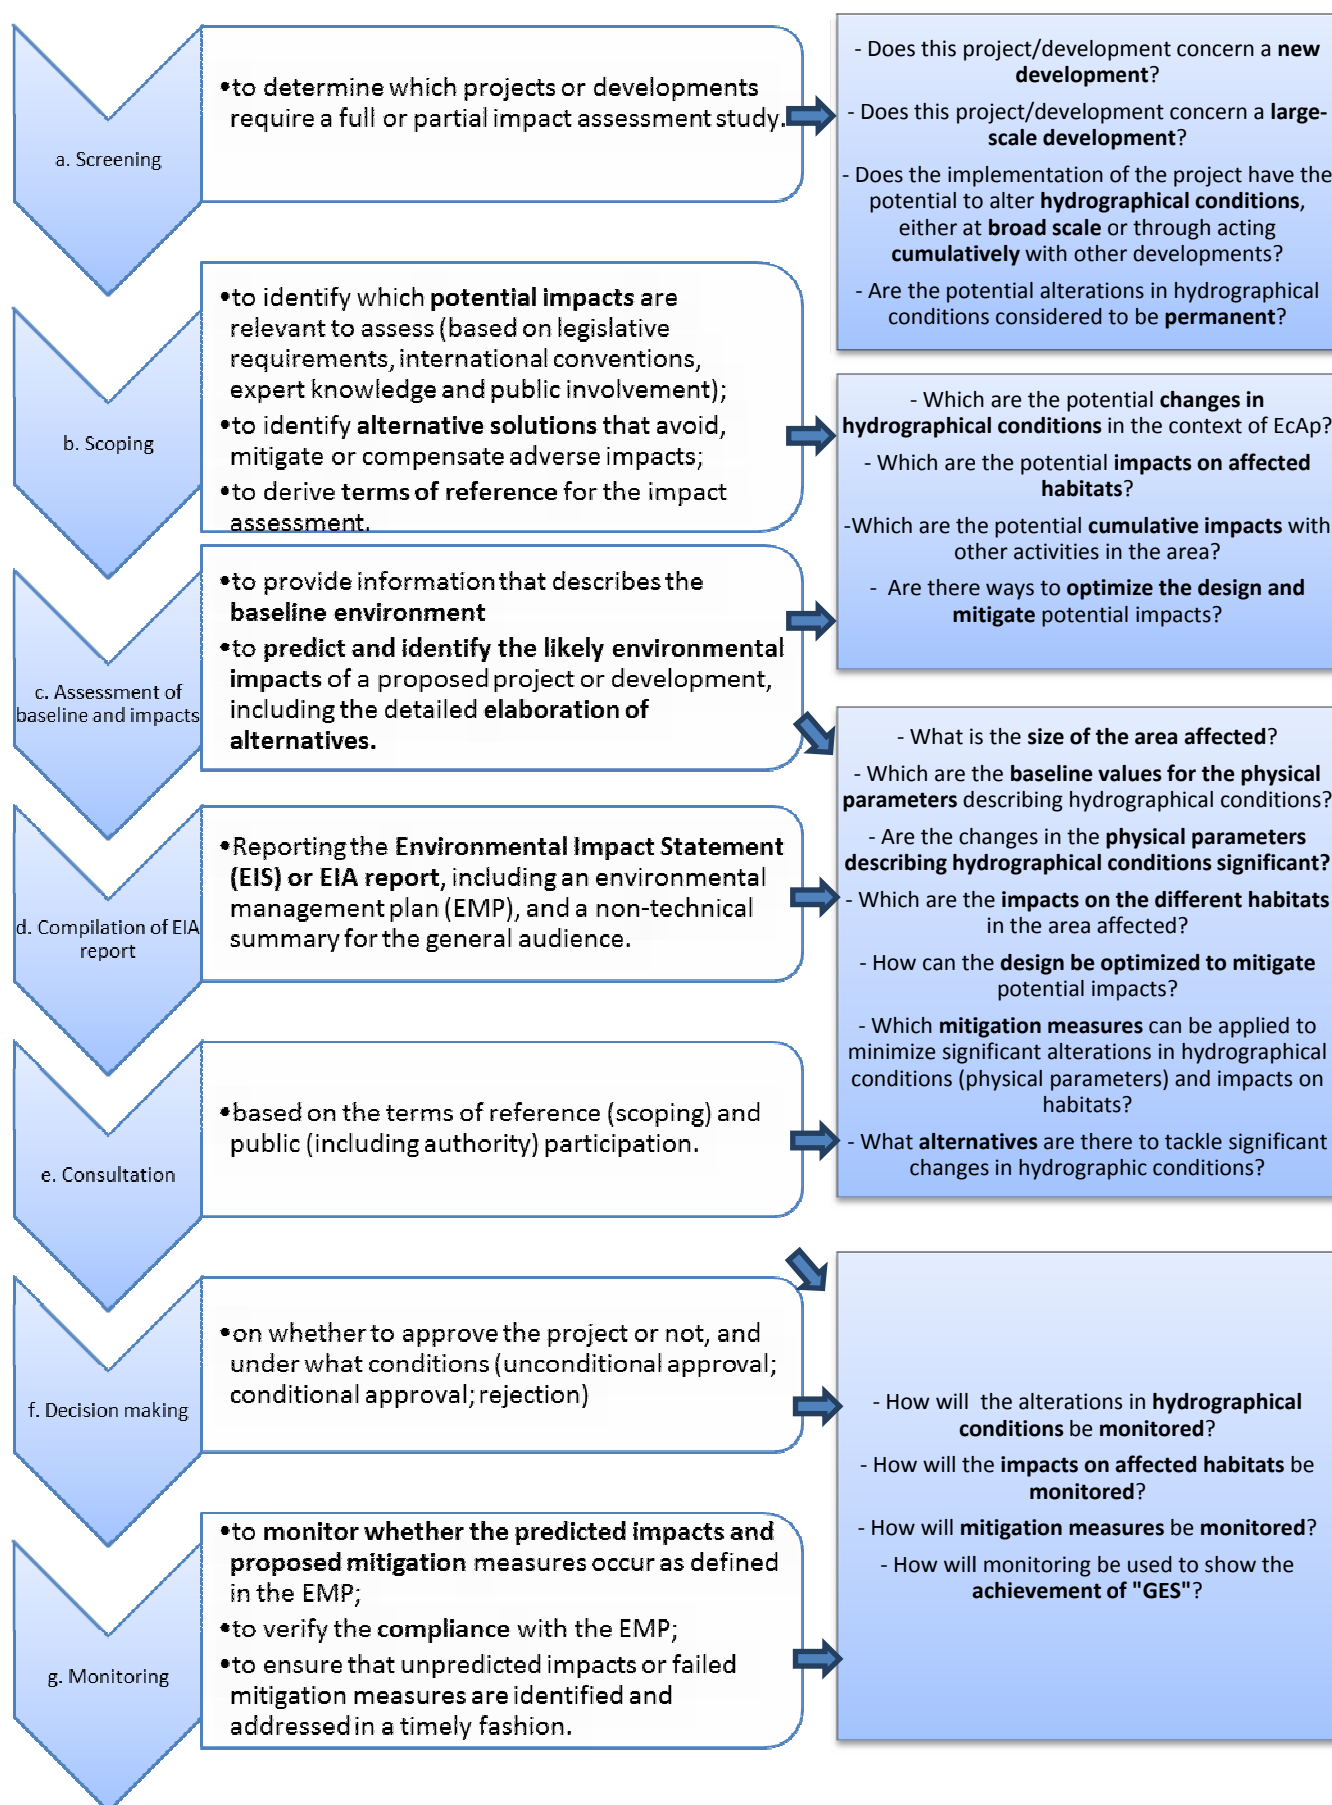 a. Screening
•to determine which projects or developments
require a full or partial impact assessment study.
- Does this project/development concern a new
development?
- Does this project/development concern a large-
scale development?
- Does the implementation of the project have the
potential to alter hydrographical conditions,
either at broad scale or through acting
cumulatively with other developments?
- Are the potential alterations in hydrographical
conditions considered to be permanent?
b. Scoping
•to identify which potential impacts are
relevant to assess (based on legislative
requirements, international conventions,
expert knowledge and public involvement);
•to identify alternative solutions that avoid,
mitigate or compensate adverse impacts;
•to derive terms of reference for the impact
assessment.
- Which are the potential changes in
hydrographical conditions in the context of EcAp?
- Which are the potential impacts on affected
habitats?
-Which are the potential cumulative impacts with
other activities in the area?
- Are there ways to optimize the design and
mitigate potential impacts?
c. Assessment of
baseline and impacts
•to provide information that describes the
baseline environment
•to predict and identify the likely environmental
impacts of a proposed project or development,
including the detailed elaboration of
alternatives.
- What is the size of the area affected?
- Which are the baseline values for the physical
parameters describing hydrographical conditions?
- Are the changes in the physical parameters
describing hydrographical conditions significant?
- Which are the impacts on the different habitats
in the area affected?
- How can the design be optimized to mitigate
potential impacts?
- Which mitigation measures can be applied to
minimize significant alterations in hydrographical
conditions (physical parameters) and impacts on
habitats?
- What alternatives are there to tackle significant
changes in hydrographic conditions?
d. Compilation of EIA
report
•Reporting the Environmental Impact Statement
(EIS) or EIA report, including an environmental
management plan (EMP), and a non-technical
summary for the general audience.
e. Consultation
•based on the terms of reference (scoping) and
public (including authority) participation.
f. Decision making
•on whether to approve the project or not, and
under what conditions (unconditional approval;
conditional approval; rejection)
- How will the alterations in hydrographical
conditions be monitored?
- How will the impacts on affected habitats be
monitored?
- How will mitigation measures be monitored?
- How will monitoring be used to show the
achievement of "GES"?
g. Monitoring
•to monitor whether the predicted impacts and
proposed mitigation measures occur as defined
in the EMP;
•to verify the compliance with the EMP;
•to ensure that unpredicted impacts or failed
mitigation measures are identified and
addressed in a timely fashion.